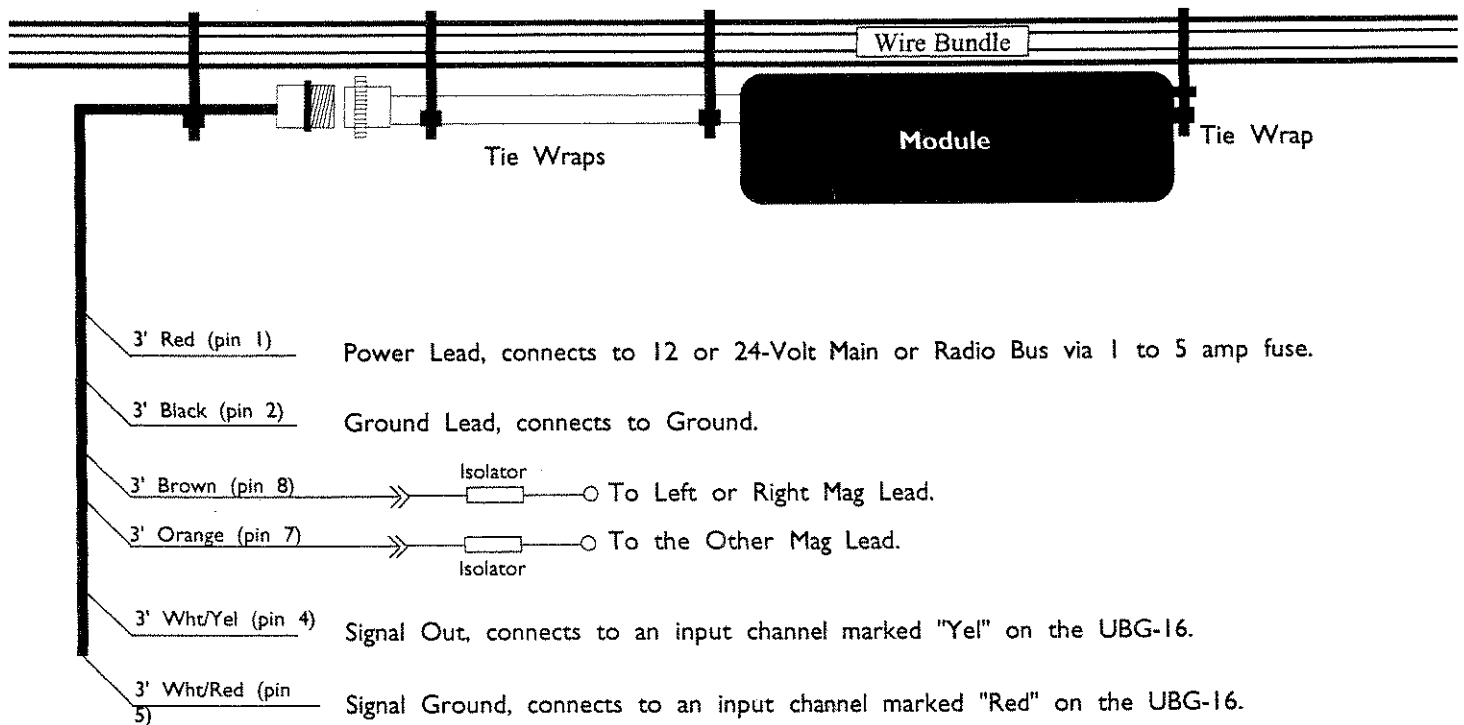 Wire Bundle
Tie Wraps
Module
Tie Wrap
3' Red (pin 1)
Power Lead, connects to 12 or 24-Volt Main or Radio Bus via 1 to 5 amp fuse.
3' Black (pin 2)
Ground Lead, connects to Ground.
3' Brown (pin 8)
Isolator
To Left or Right Mag Lead.
3' Orange (pin 7)
To the Other Mag Lead.
Isolator
3' Wht/Yel (pin 4)
Signal Out, connects to an input channel marked "Yel" on the UBG-16.
3' Wht/Red (pin
5)
Signal Ground, connects to an input channel marked "Red" on the UBG-16.